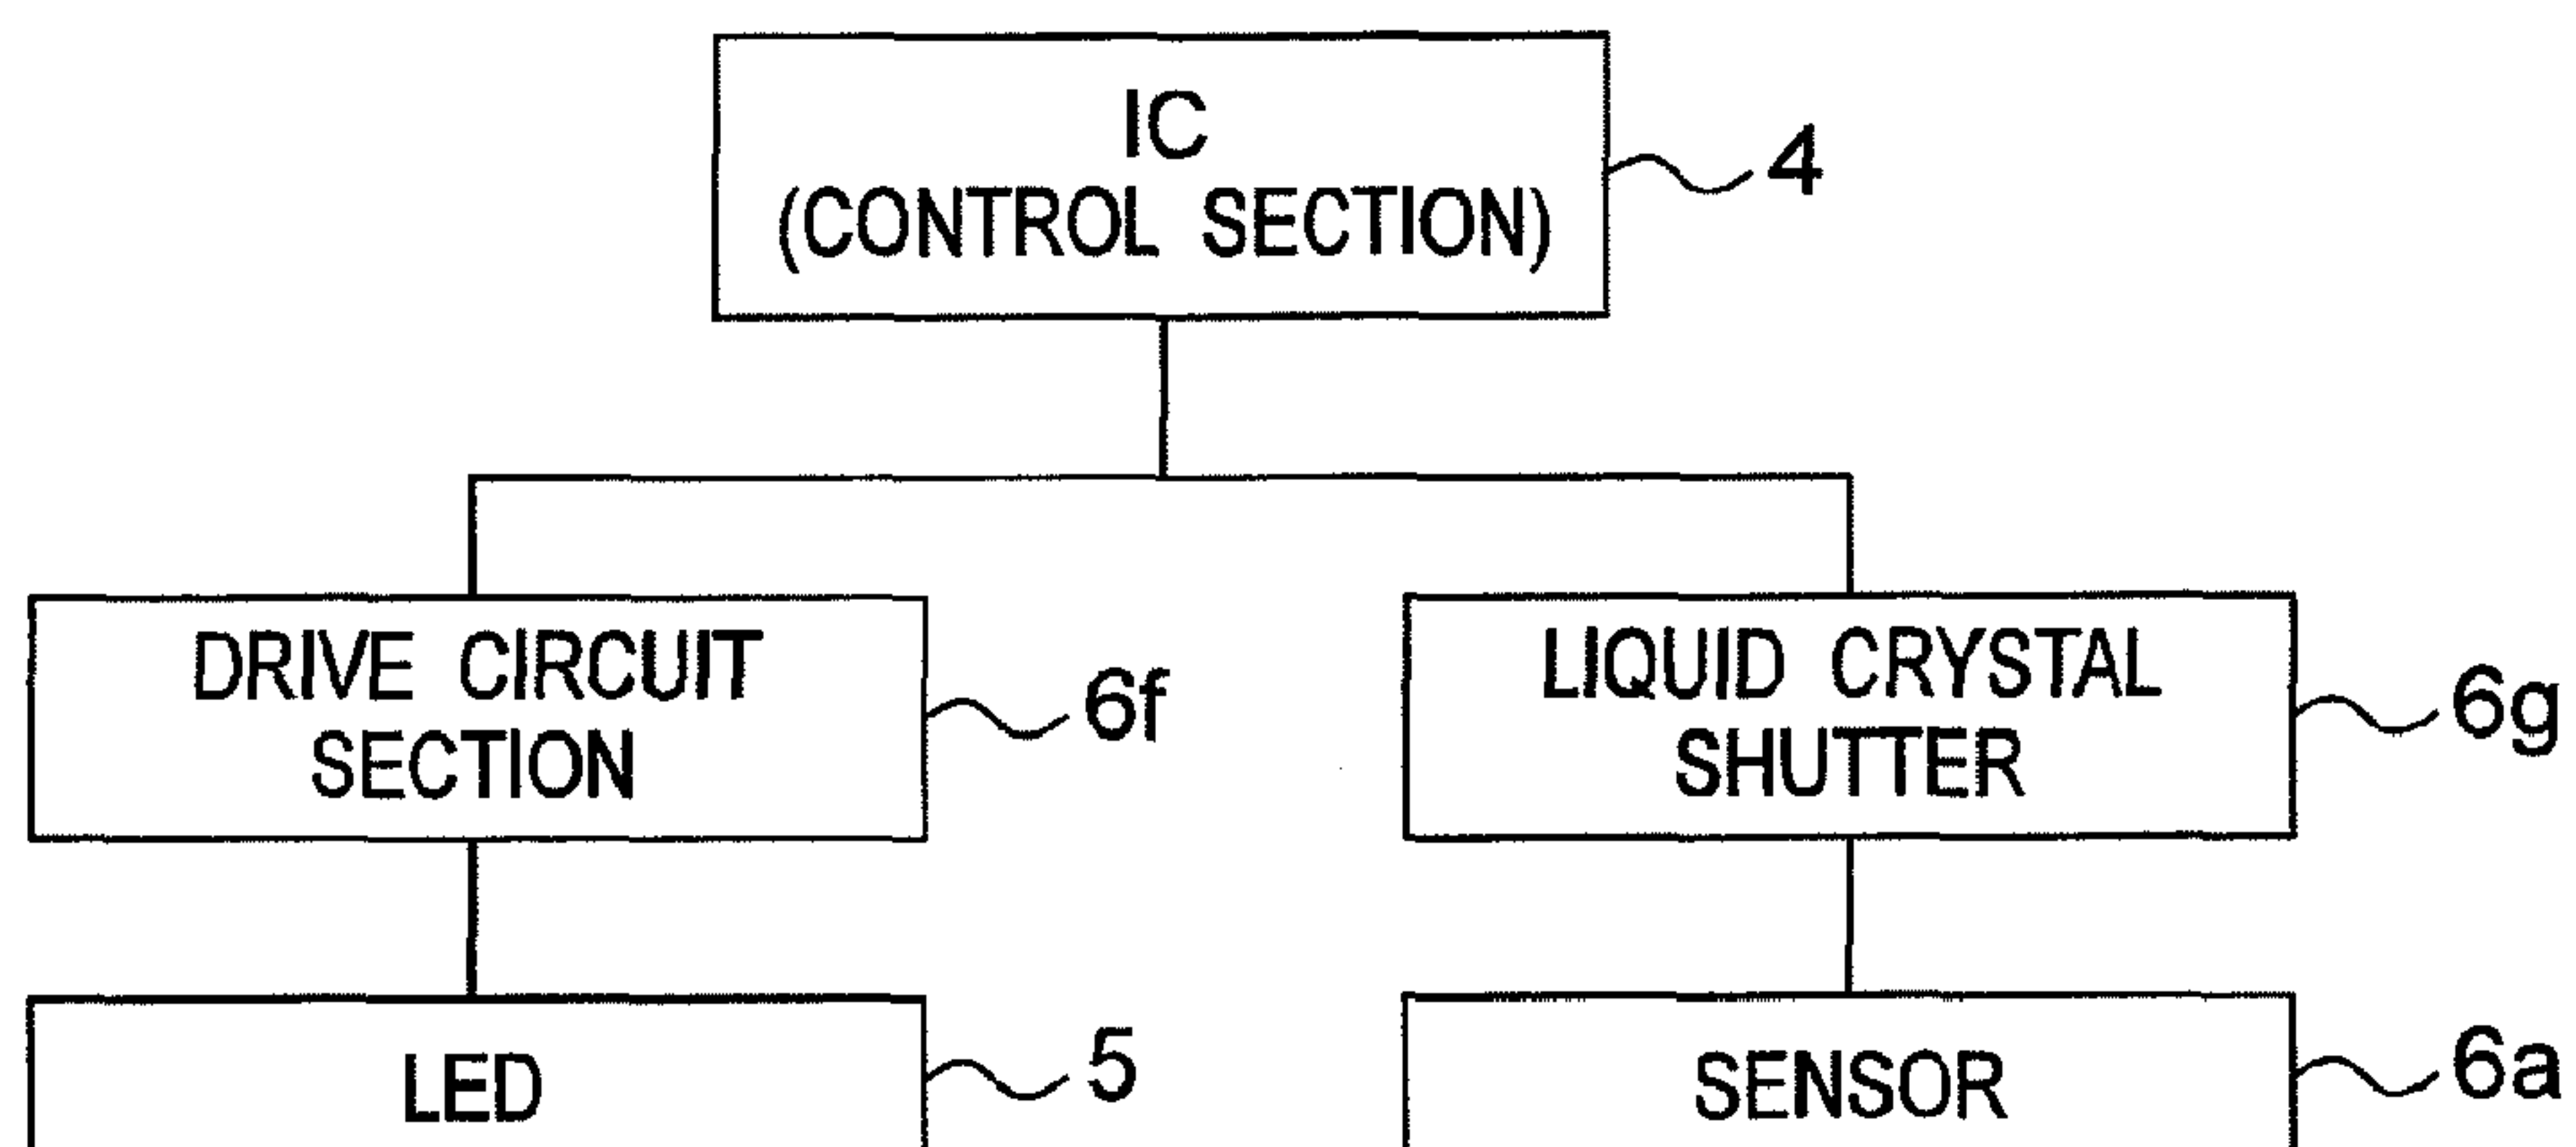 IC
(CONTROL SECTION)
4
DRIVE CIRCUIT
SECTION
6f
LIQUID CRYSTAL
SHUTTER
6g
LED
5
SENSOR
6a